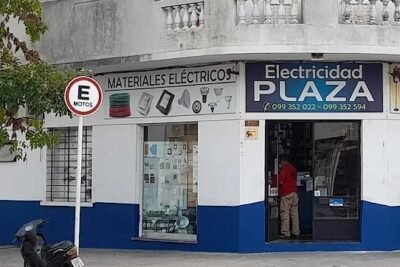 E
MOTOS
MATERIALES ELÉCTRICOS
Electricidad
PLAZA
099 352 022 - 099 352 594